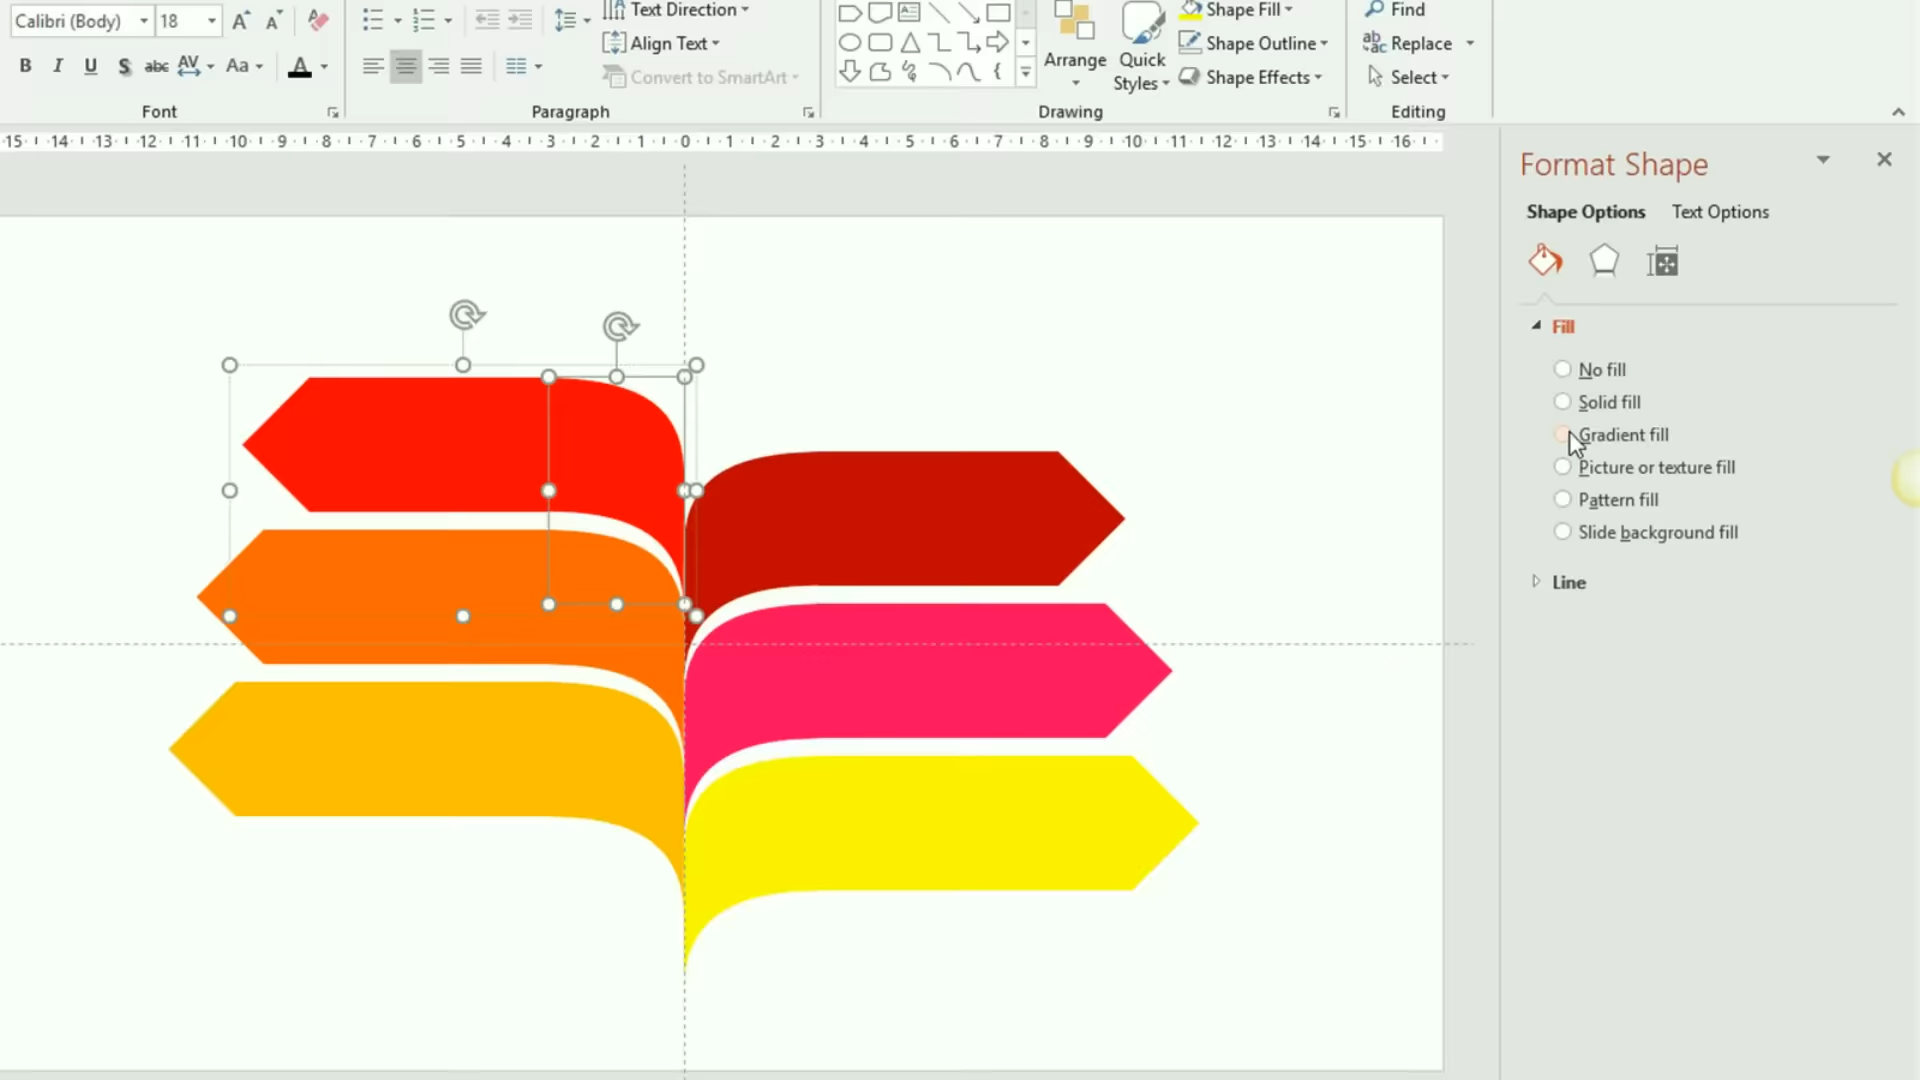 Calibri (Body) 18 A A Text Direction Shape Fill Find
Align Text Shape Outline Replace
B I U S abc AV Aa A Convert to SmartArt Arrange Quick Styles Shape Effects Select
Font Paragraph Drawing Editing
15 14 13 12 11 10 9 8 7 6 5 4 3 2 1 0 1 2 3 4 5 6 7 8 9 10 11 12 13 14 15 16
Format Shape
Shape Options Text Options
Fill
No fill
Solid fill
Gradient fill
Picture or texture fill
Pattern fill
Slide background fill
Line